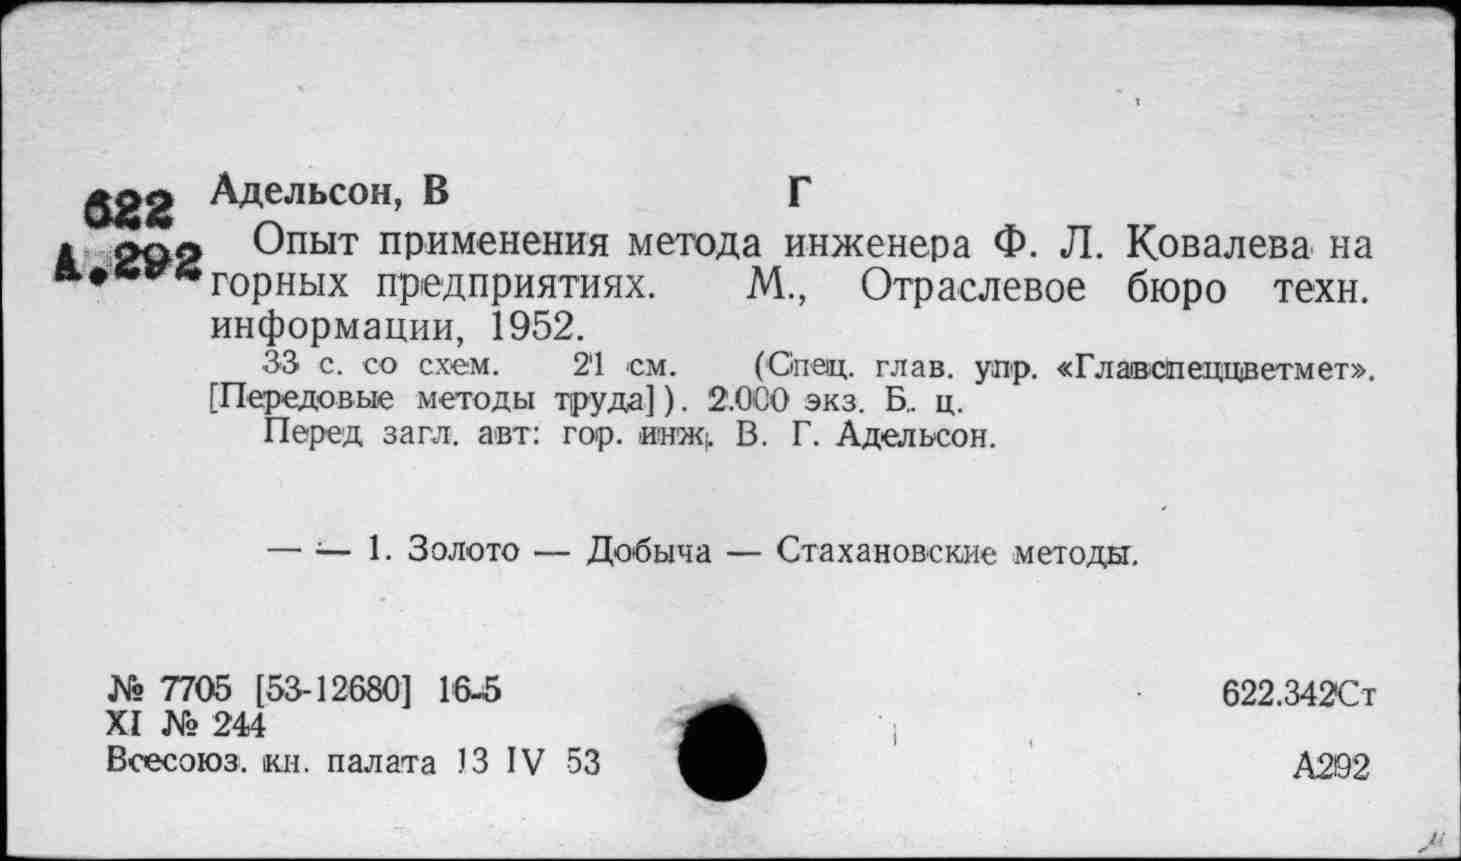 622 Адельсон, В Г
А.292 Опыт применения метода инженера Ф. Л. Ковалева на
горных предприятиях. М., Отраслевое бюро техн.
информации, 1952.
33 с. со схем. 21 см. (Спец. глав. упр. «Главспеццветмет».
[Передовые методы труда]). 2.000 экз. Б. ц.
Перед загл. авт: гор. инж. В. Г. Адельсон.
— — 1. Золото — Добыча — Стахановские методы.
№ 7705 [53-12680] 16-5 622.342Ст
XI № 244
Всесоюз. кн. палата 13 IV 53 А292